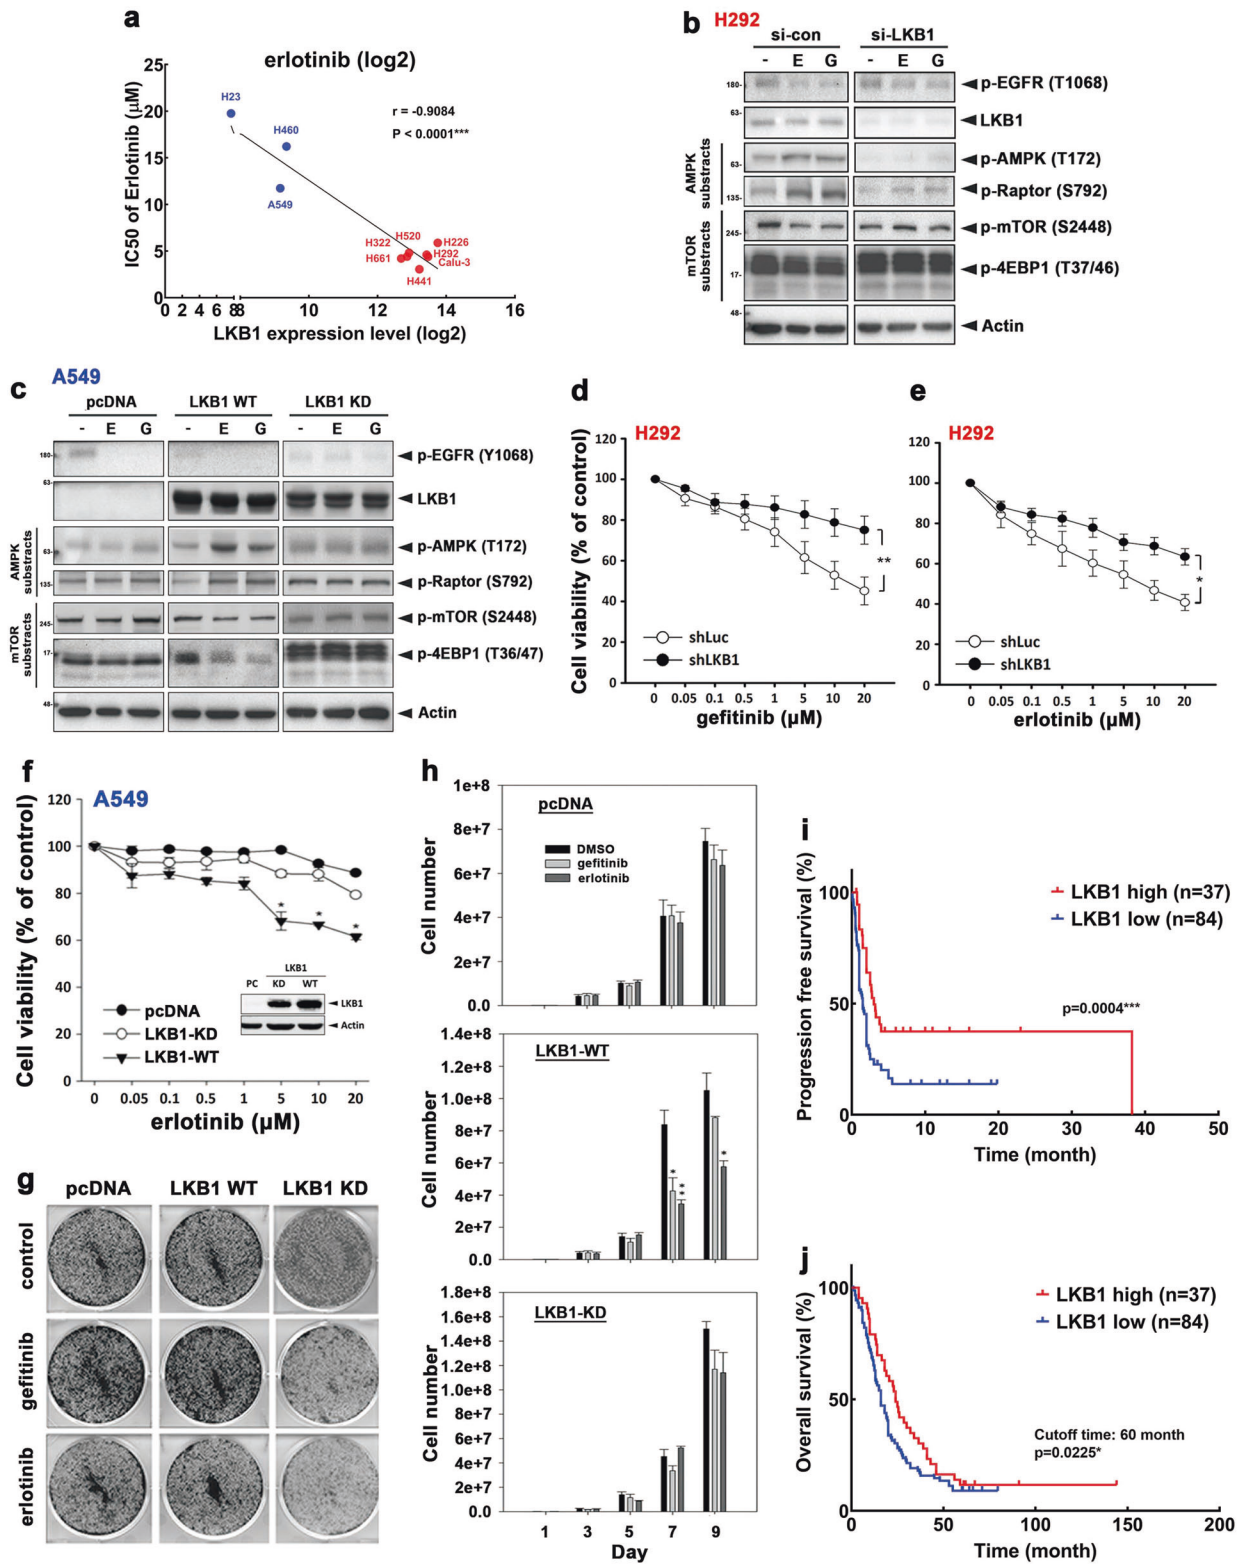 a
erlotinib (log2)
IC50 of Erlotinib (µM)
25
20
15
10
5
0
H23
H460
A549
r = -0.9084
P < 0.0001***
H322
H520
H226
H661
H292
Calu-3
H441
0 2 4 6 8 8 10 12 14 16
LKB1 expression level (log2)
b
H292
si-con si-LKB1
- E G - E G
180- p-EGFR (T1068)
63- LKB1
AMPK substracts
63- p-AMPK (T172)
135- p-Raptor (S792)
mTOR substracts
245- p-mTOR (S2448)
17- p-4EBP1 (T37/46)
48- Actin
c
A549
pcDNA LKB1 WT LKB1 KD
- E G - E G - E G
180- p-EGFR (Y1068)
63- LKB1
AMPK substracts
63- p-AMPK (T172)
135- p-Raptor (S792)
mTOR substracts
245- p-mTOR (S2448)
17- p-4EBP1 (T36/47)
48- Actin
d
H292
Cell viability (% of control)
120
100
80
60
40
20
0
**
shLuc
shLKB1
0 0.05 0.1 0.5 1 5 10 20
gefitinib (µM)
e
H292
120
100
80
60
40
20
0
*
shLuc
shLKB1
0 0.05 0.1 0.5 1 5 10 20
erlotinib (µM)
f
A549
Cell viability (% of control)
120
100
80
60
40
20
0
* * *
LKB1
PC KD WT
LKB1
Actin
pcDNA
LKB1-KD
LKB1-WT
0 0.05 0.1 0.5 1 5 10 20
erlotinib (µM)
g
pcDNA LKB1 WT LKB1 KD
control
gefitinib
erlotinib
h
Cell number
1e+8
8e+7
6e+7
4e+7
2e+7
0.0
pcDNA
DMSO
gefitinib
erlotinib
Cell number
1.4e+8
1.2e+8
1.0e+8
8e+7
6e+7
4e+7
2e+7
0.0
LKB1-WT
* ** *
Cell number
1.8e+8
1.6e+8
1.4e+8
1.2e+8
1.0e+8
8e+7
6e+7
4e+7
2e+7
0.0
LKB1-KD
1 3 5 7 9
Day
i
Progression free survival (%)
100
50
0
LKB1 high (n=37)
LKB1 low (n=84)
p=0.0004***
0 10 20 30 40 50
Time (month)
j
Overall survival (%)
100
50
0
LKB1 high (n=37)
LKB1 low (n=84)
Cutoff time: 60 month
p=0.0225*
0 50 100 150 200
Time (month)